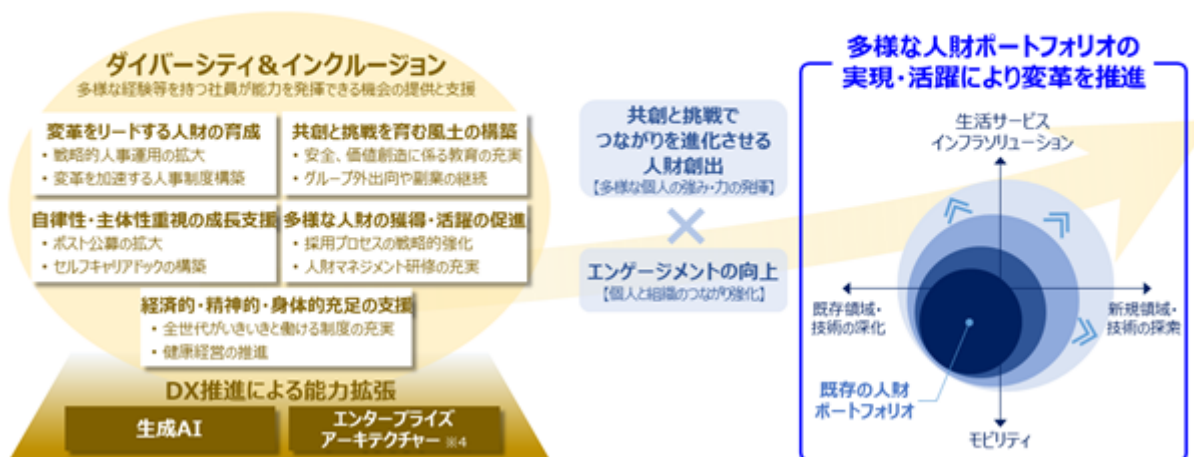 ダイバーシティ&インクルージョン
多様な経験等を持つ社員が能力を発揮できる機会の提供と支援
変革をリードする人財の育成
・戦略的人事運用の拡大
・変革を加速する人事制度構築
共創と挑戦を育む風土の構築
・安全、価値創造に係る教育の充実
・グループ外出向や副業の継続
自律性・主体性重視の成長支援
・ポスト公募の拡大
・セルフキャリアドックの構築
多様な人財の獲得・活躍の促進
・採用プロセスの戦略的強化
・人財マネジメント研修の充実
経済的・精神的・身体的充足の支援
・全世代がいきいきと働ける制度の充実
・健康経営の推進
DX推進による能力拡張
生成AI
エンタープライズ
アーキテクチャー ※4
共創と挑戦で
つながりを進化させる
人財創出
【多様な個人の強み・力の発揮】
×
エンゲージメントの向上
【個人と組織のつながり強化】
多様な人財ポートフォリオの
実現・活躍により変革を推進
生活サービス
インフラソリューション
既存領域・
技術の深化
新規領域・
技術の探索
既存の人財
ポートフォリオ
モビリティ